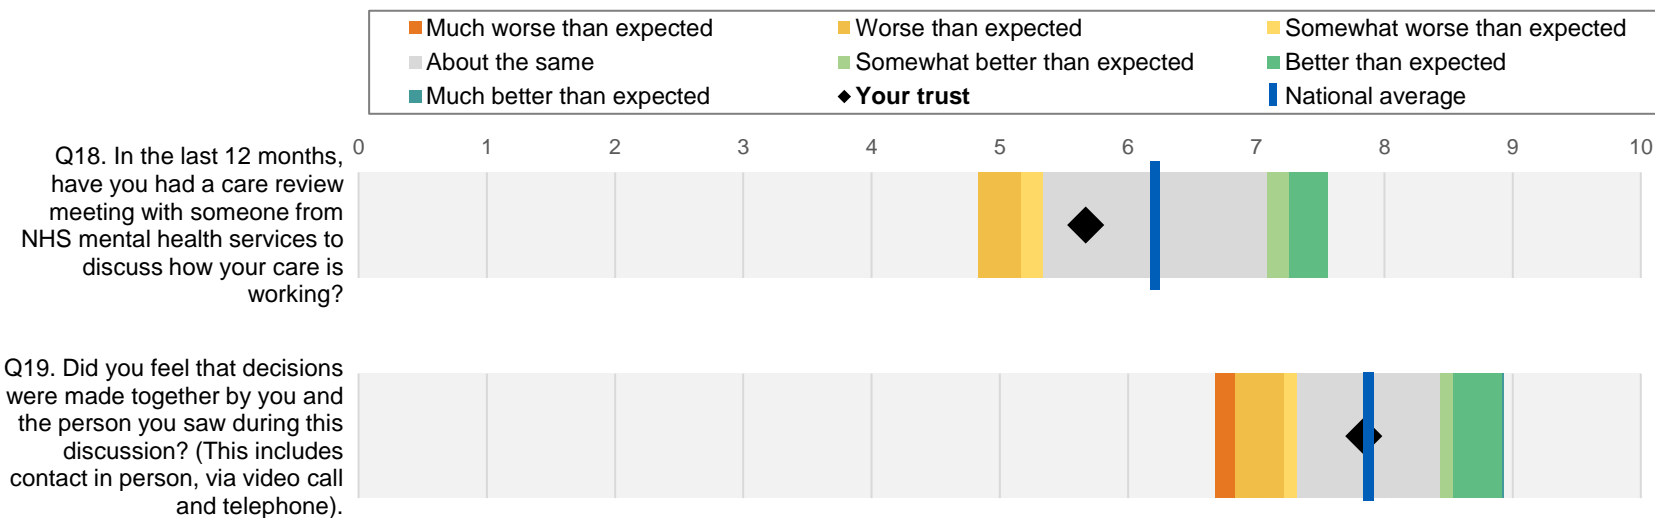 Much worse than expected
Worse than expected
Somewhat worse than expected
About the same
Somewhat better than expected
Better than expected
Much better than expected
Your trust
National average
0 1 2 3 4 5 6 7 8 9 10
Q18. In the last 12 months,
have you had a care review
meeting with someone from
NHS mental health services to
discuss how your care is
working?
Q19. Did you feel that decisions
were made together by you and
the person you saw during this
discussion? (This includes
contact in person, via video call
and telephone).